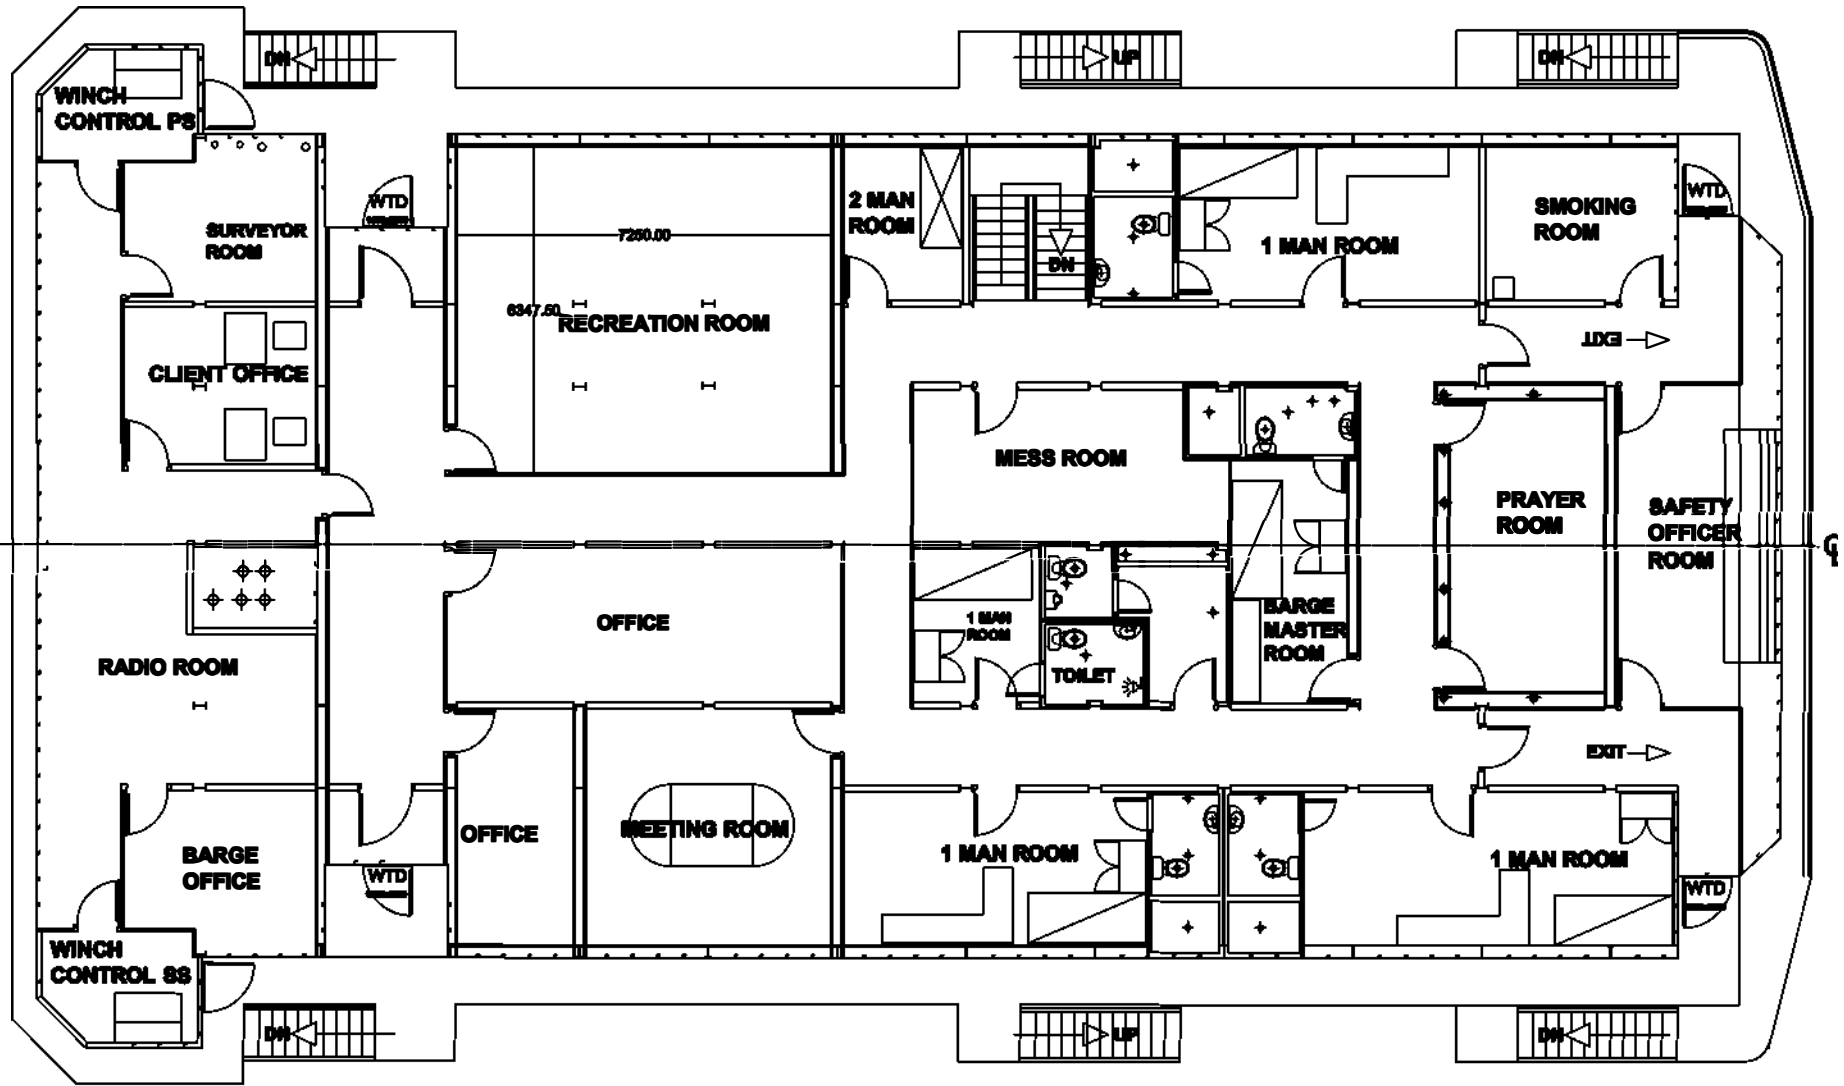 DN
UP
DN
WINCH
CONTROL PS
WTD
2 MAN
ROOM
WTD
SMOKING
ROOM
SURVEYOR
ROOM
7250.00
1 MAN ROOM
DN
6347.50
RECREATION ROOM
EXIT
CLIENT OFFICE
MESS ROOM
PRAYER
ROOM
SAFETY
OFFICER
ROOM
CL
OFFICE
1 MAN
ROOM
BARGE
MASTER
ROOM
RADIO ROOM
TOILET
EXIT
OFFICE
MEETING ROOM
1 MAN ROOM
1 MAN ROOM
BARGE
OFFICE
WTD
WTD
WINCH
CONTROL SS
DN
UP
DN